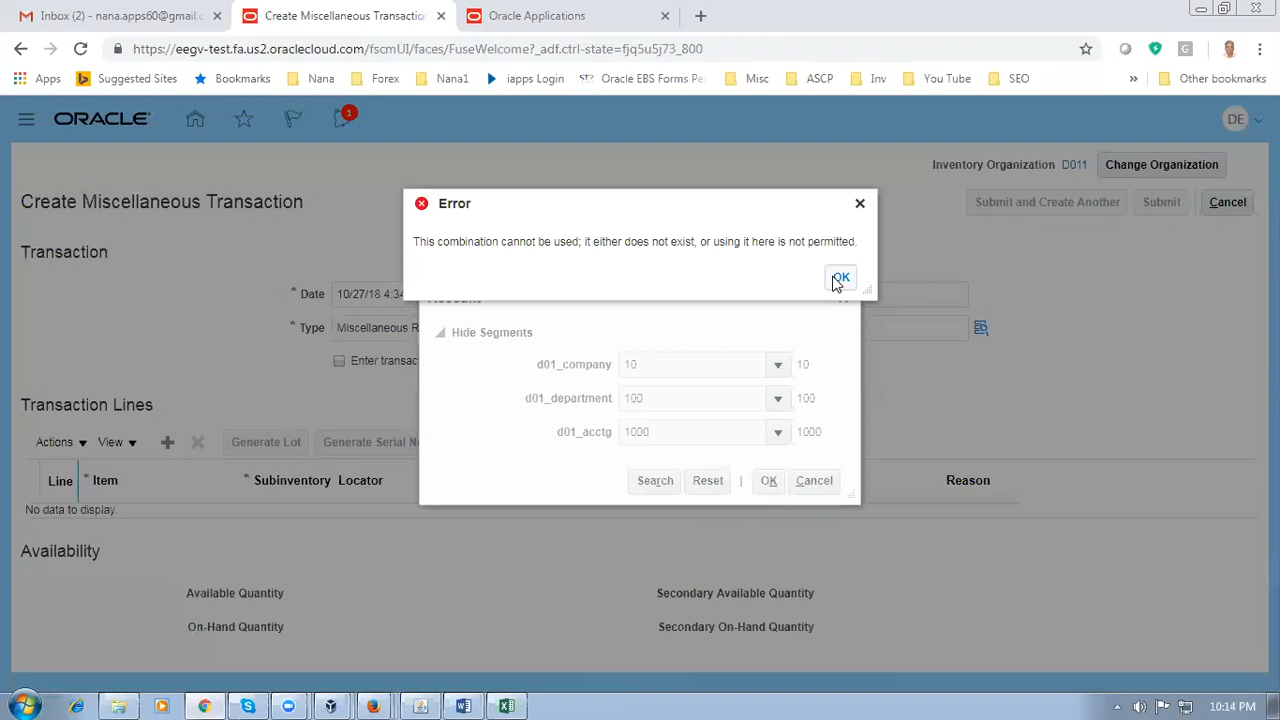 Inbox (2) - nana.apps60@gmail.c
Create Miscellaneous Transactio
Oracle Applications
https://eegv-test.fa.us2.oraclecloud.com/fscmUI/faces/FuseWelcome?_adf.ctrl-state=fjq5u5j73_800
Apps Suggested Sites Bookmarks Nana Forex Nana1 iapps Login Oracle EBS Forms Pe Misc ASCP Inv You Tube SEO » Other bookmarks
ORACLE 1 DE
Inventory Organization D011 Change Organization
Create Miscellaneous Transaction Submit and Create Another Submit Cancel
Error
This combination cannot be used; it either does not exist, or using it here is not permitted.
OK
Transaction
* Date 10/27/18 4:34
* Type Miscellaneous R
Enter transac
Hide Segments
d01_company 10 10
d01_department 100 100
d01_acctg 1000 1000
Search Reset | OK Cancel
Transaction Lines
Actions View Generate Lot Generate Serial Nu
Line * Item * Subinventory Locator Reason
No data to display.
Availability
Available Quantity Secondary Available Quantity
On-Hand Quantity Secondary On-Hand Quantity
10:14 PM